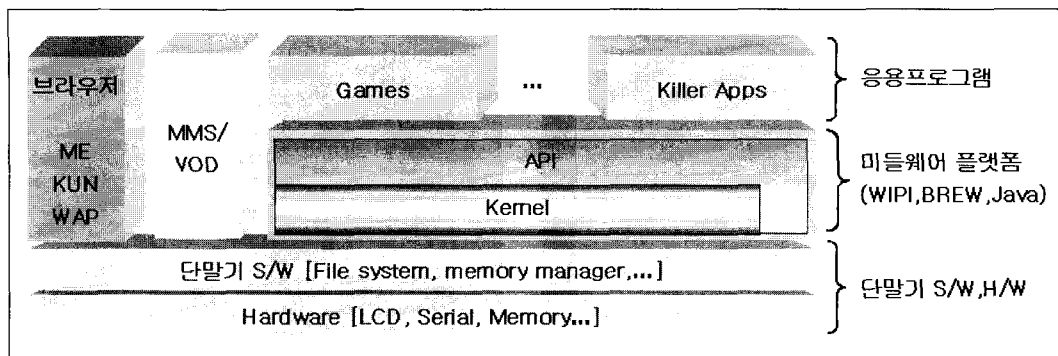 브라우저
ME
KUN
WAP
MMS/
VOD
Games
...
Killer Apps
API
Kernel
단말기 S/W [File system, memory manager,...]
Hardware [LCD, Serial, Memory...]
응용프로그램
미들웨어 플랫폼
(WIPI,BREW,Java)
단말기 S/W,H/W